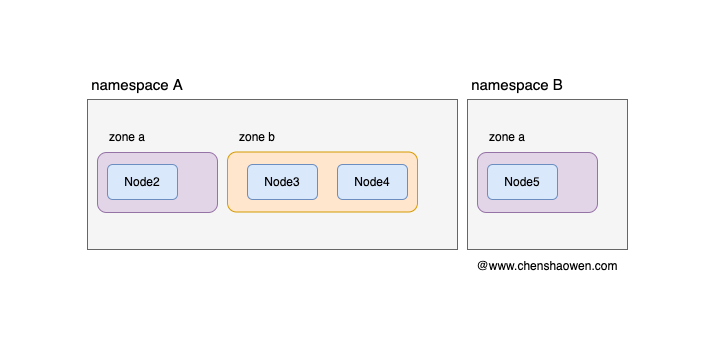 namespace A
namespace B
zone a
zone b
zone a
Node2
Node3
Node4
Node5
@www.chenshaowen.com